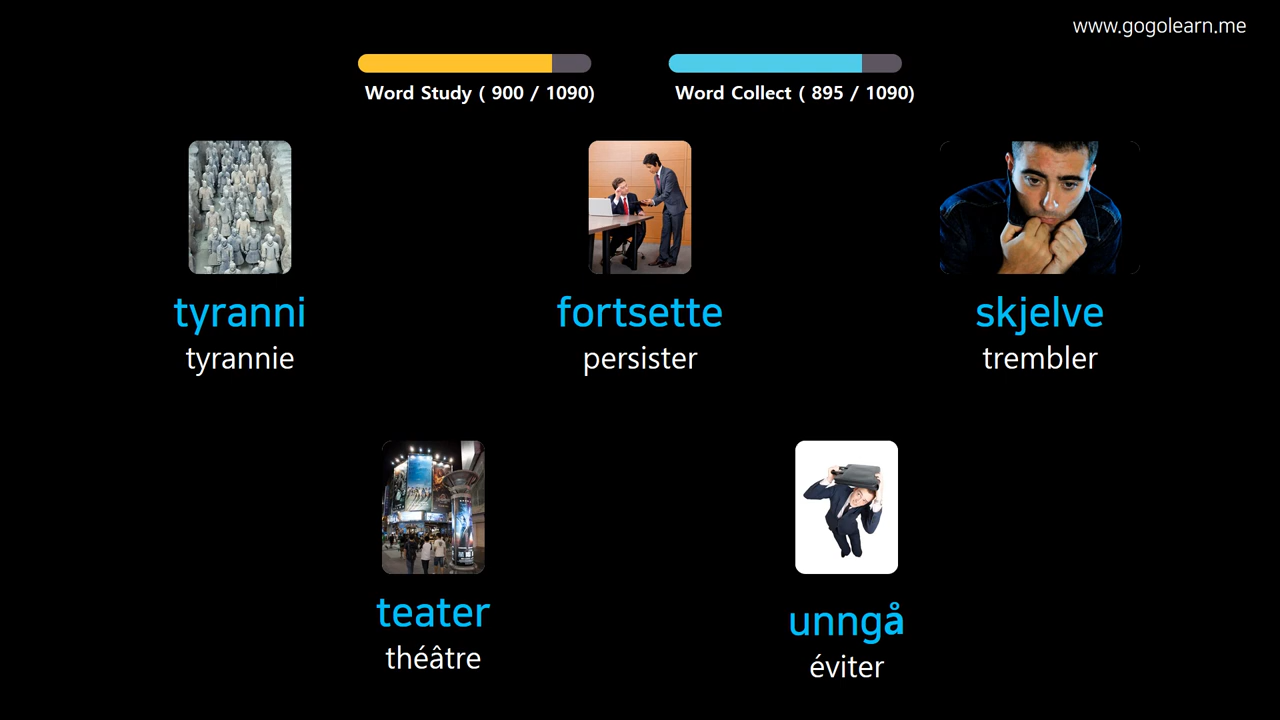 www.gogolearn.me
Word Study ( 900 / 1090)
Word Collect ( 895 / 1090)
tyranni
tyrannie
fortsette
persister
skjelve
trembler
teater
théâtre
unngå
éviter